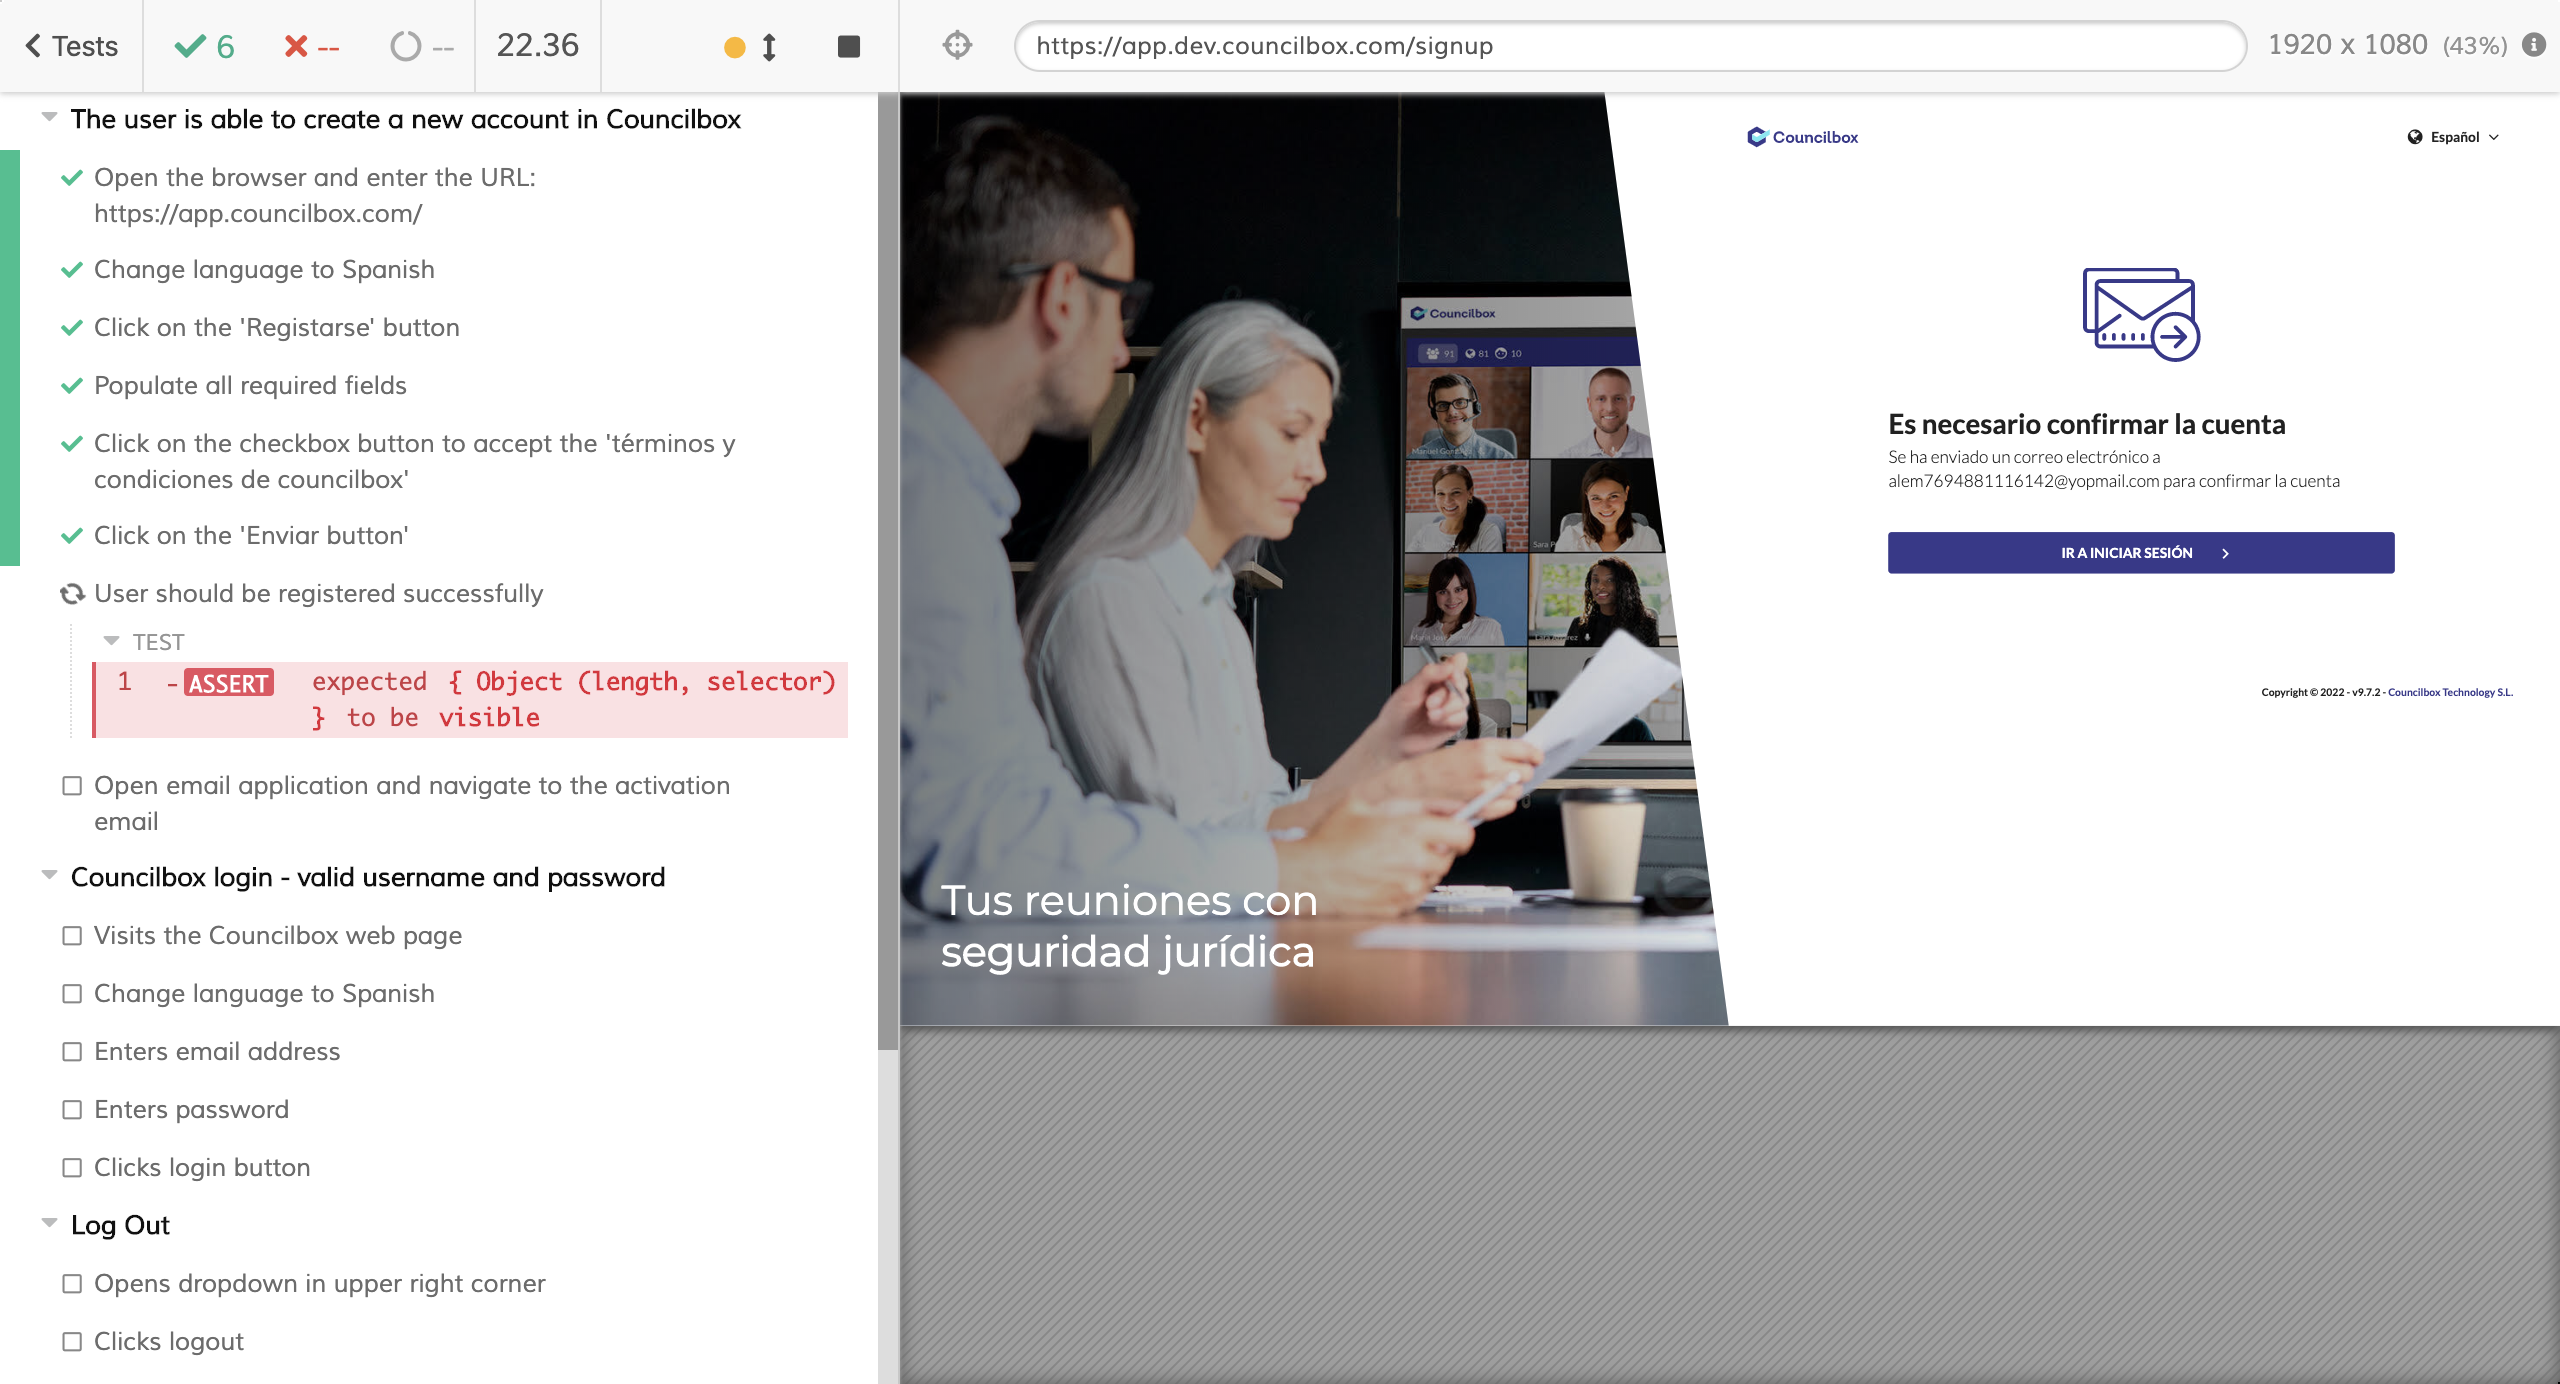 Tests
6
--
--
22.36
https://app.dev.councilbox.com/signup
1920 x 1080 (43%)
The user is able to create a new account in Councilbox
Open the browser and enter the URL:
https://app.councilbox.com/
Change language to Spanish
Click on the 'Registarse' button
Populate all required fields
Click on the checkbox button to accept the 'términos y
condiciones de councilbox'
Click on the 'Enviar button'
User should be registered successfully
TEST
1 -ASSERT expected { Object (length, selector)
} to be visible
Open email application and navigate to the activation
email
Councilbox login - valid username and password
Visits the Councilbox web page
Change language to Spanish
Enters email address
Enters password
Clicks login button
Log Out
Opens dropdown in upper right corner
Clicks logout
Councilbox
91 81 10
Tus reuniones con
seguridad jurídica
Councilbox
Español
Es necesario confirmar la cuenta
Se ha enviado un correo electrónico a
alem7694881116142@yopmail.com para confirmar la cuenta
IR A INICIAR SESIÓN
Copyright © 2022 - v9.7.2 - Councilbox Technology S.L.